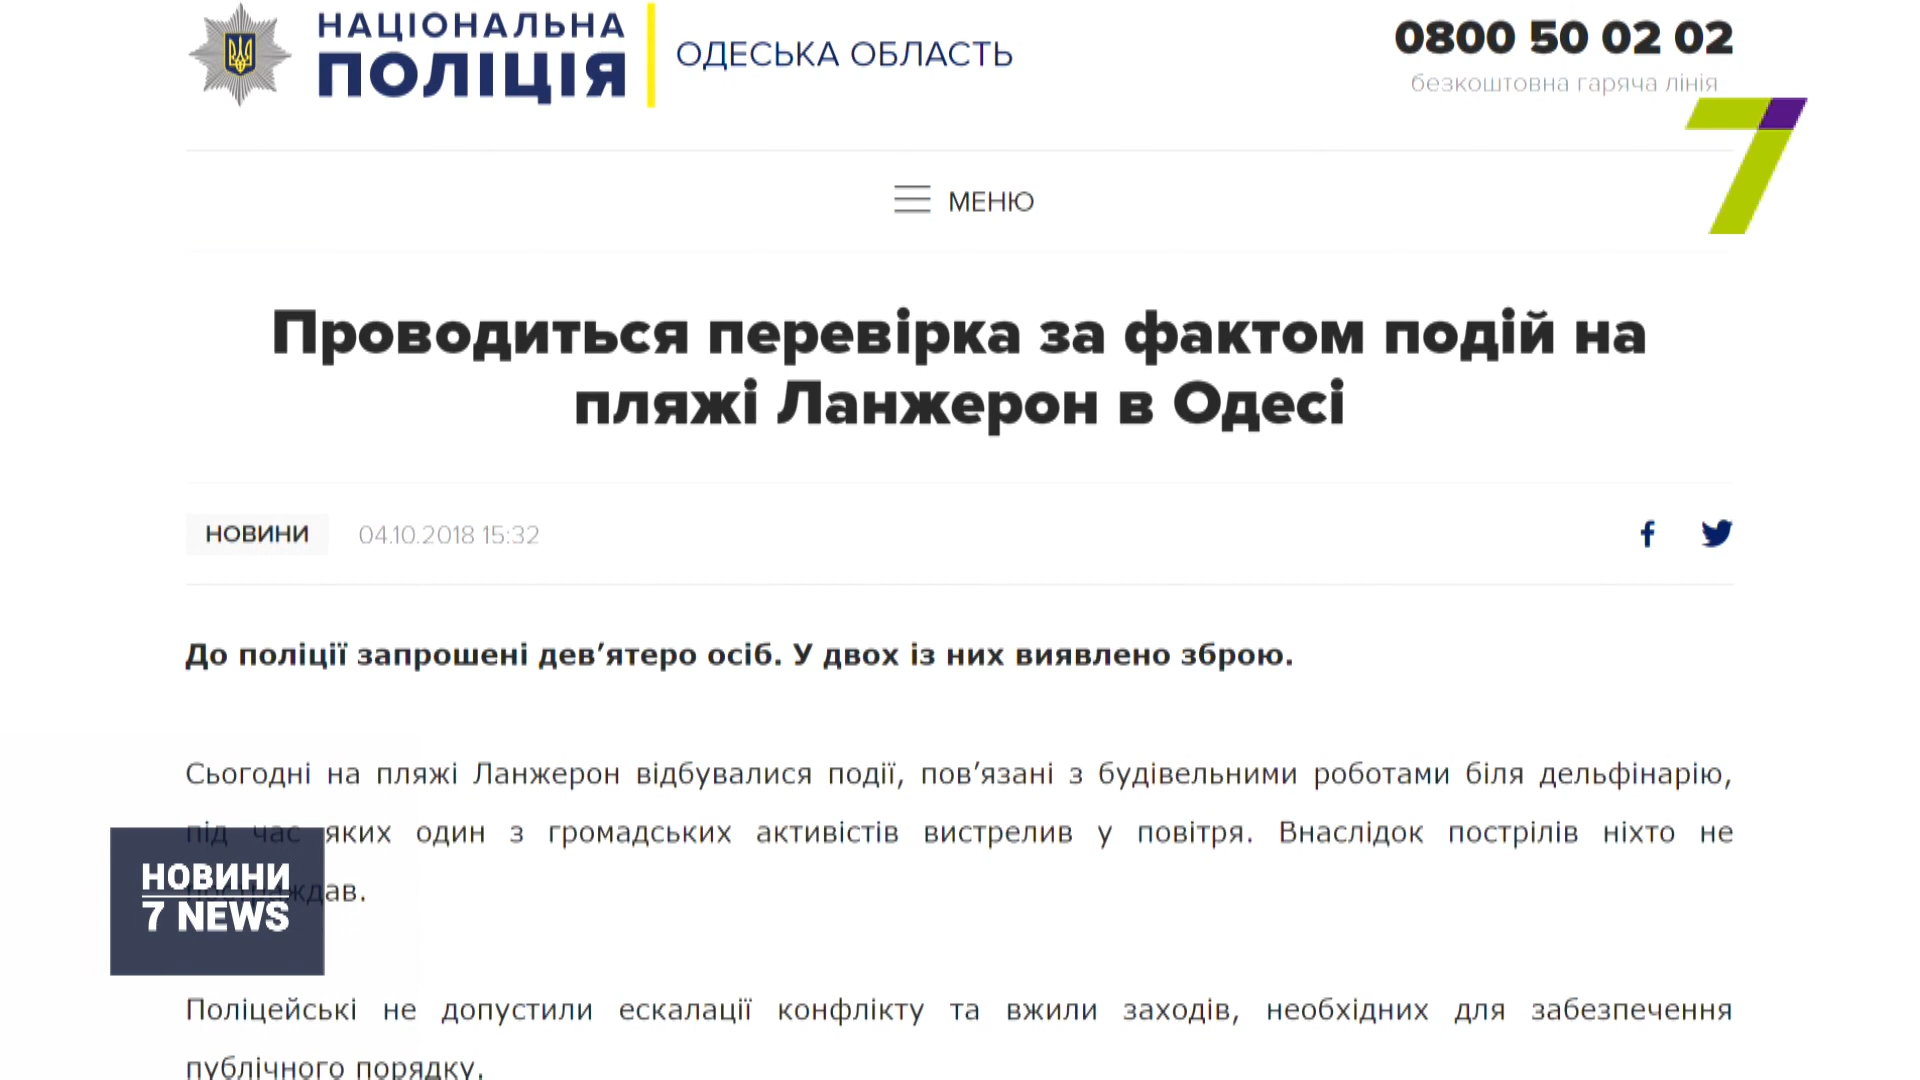 НАЦІОНАЛЬНА
ПОЛІЦІЯ
ОДЕСЬКА ОБЛАСТЬ
0800 50 02 02
безкоштовна гаряча лінія
7
МЕНЮ
Проводиться перевірка за фактом подій на
пляжі Ланжерон в Одесі
НОВИНИ 04.10.2018 15:32
До поліції запрошені дев’ятеро осіб. У двох із них виявлено зброю.
Сьогодні на пляжі Ланжерон відбувалися події, пов’язані з будівельними роботами біля дельфінарію,
під час яких один з громадських активістів вистрелив у повітря. Внаслідок пострілів ніхто не
постраждав.
НОВИНИ
7 NEWS
Поліцейські не допустили ескалації конфлікту та вжили заходів, необхідних для забезпечення
публічного порядку.